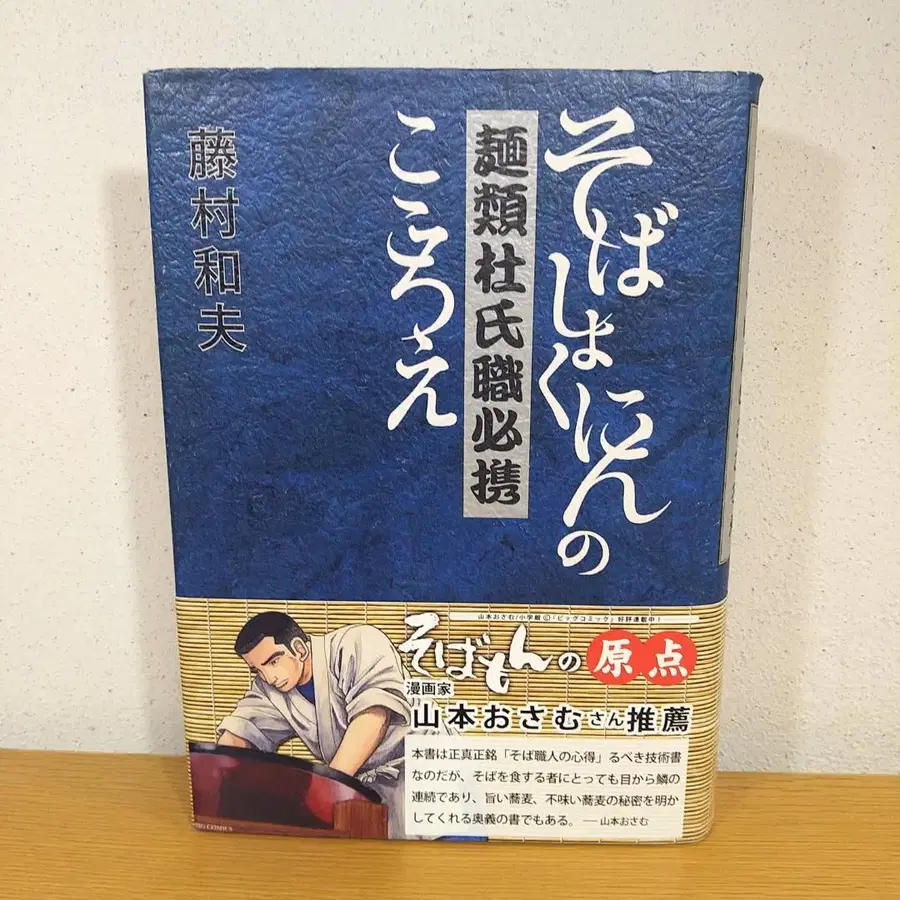 そばしょくにんの
麺類杜氏職必携
こころえ
藤村和夫
山本おさむ/小学館©「ビッグコミック」好評連載中!
そばもんの原点
漫画家
山本おさむさん推薦
本書は正真正銘「そば職人の心得」るべき技術書
なのだが、そばを食する者にとっても目から鱗の
連続であり、旨い蕎麦、不味い蕎麦の秘密を明か
してくれる奥義の書でもある。 ──山本おさむ